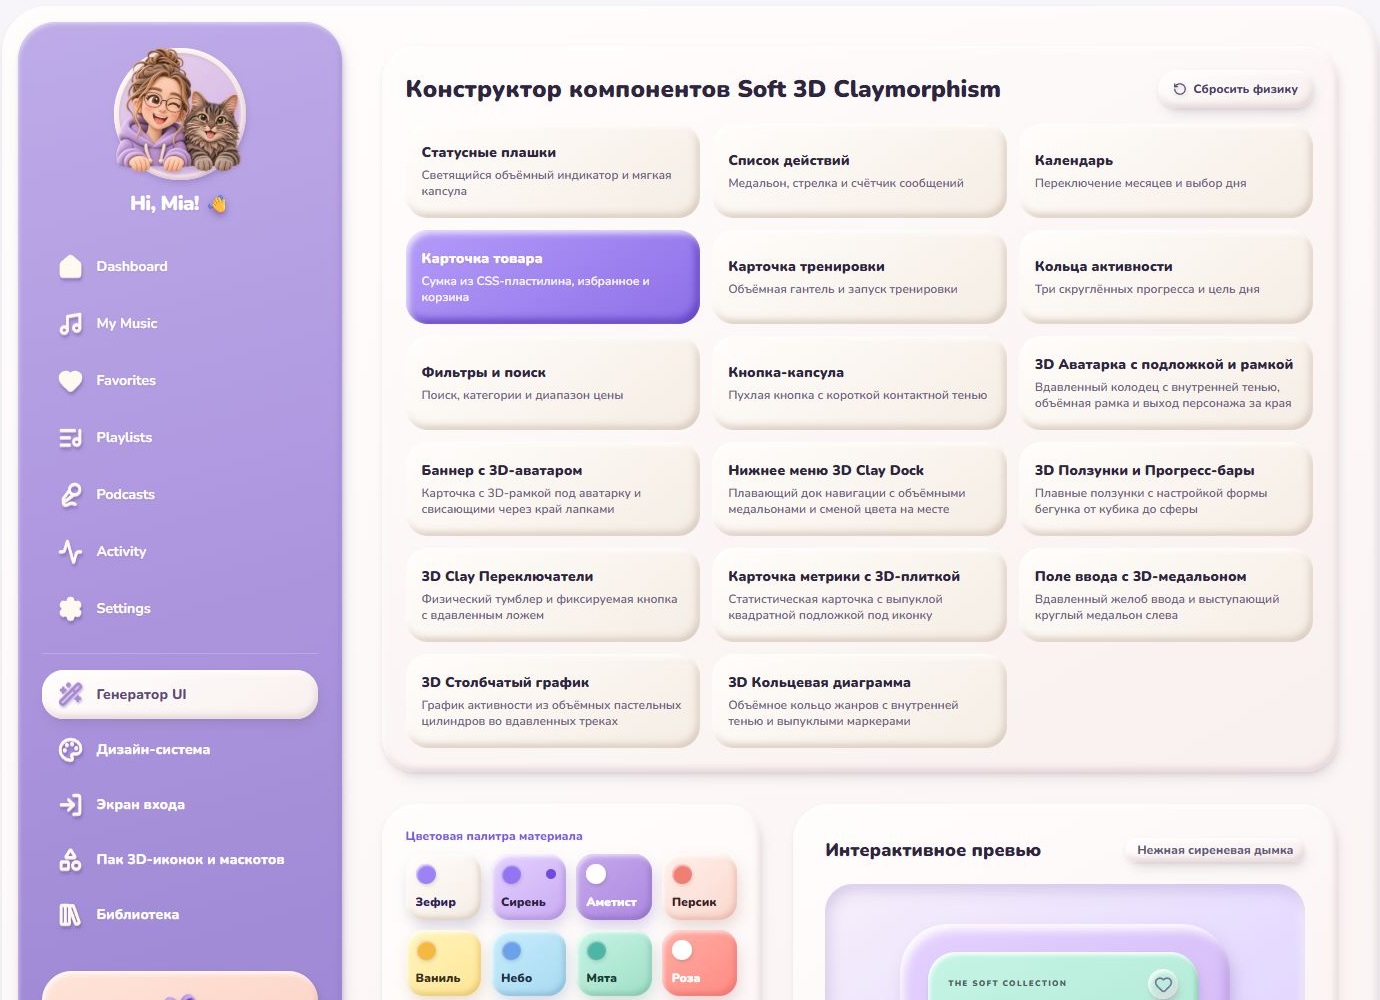 Hi, Mia! 👋
Dashboard
My Music
Favorites
Playlists
Podcasts
Activity
Settings
Генератор UI
Дизайн-система
Экран входа
Пак 3D-иконок и маскотов
Библиотека
Конструктор компонентов Soft 3D Claymorphism
Сбросить физику
Статусные плашки
Светящийся объёмный индикатор и мягкая
капсула
Список действий
Медальон, стрелка и счётчик сообщений
Календарь
Переключение месяцев и выбор дня
Карточка товара
Сумка из CSS-пластилина, избранное и
корзина
Карточка тренировки
Объёмная гантель и запуск тренировки
Кольца активности
Три скруглённых прогресса и цель дня
Фильтры и поиск
Поиск, категории и диапазон цены
Кнопка-капсула
Пухлая кнопка с короткой контактной тенью
3D Аватарка с подложкой и рамкой
Вдавленный колодец с внутренней тенью,
объёмная рамка и выход персонажа за края
Баннер с 3D-аватаром
Карточка с 3D-рамкой под аватарку и
свисающими через край лапками
Нижнее меню 3D Clay Dock
Плавающий док навигации с объёмными
медальонами и сменой цвета на месте
3D Ползунки и Прогресс-бары
Плавные ползунки с настройкой формы
бегунка от кубика до сферы
3D Clay Переключатели
Физический тумблер и фиксируемая кнопка
с вдавленным ложем
Карточка метрики с 3D-плиткой
Статистическая карточка с выпуклой
квадратной подложкой под иконку
Поле ввода с 3D-медальоном
Вдавленный желоб ввода и выступающий
круглый медальон слева
3D Столбчатый график
График активности из объёмных пастельных
цилиндров во вдавленных треках
3D Кольцевая диаграмма
Объёмное кольцо жанров с внутренней
тенью и выпуклыми маркерами
Цветовая палитра материала
Зефир
Сирень
Аметист
Персик
Ваниль
Небо
Мята
Роза
Интерактивное превью
Нежная сиреневая дымка
THE SOFT COLLECTION